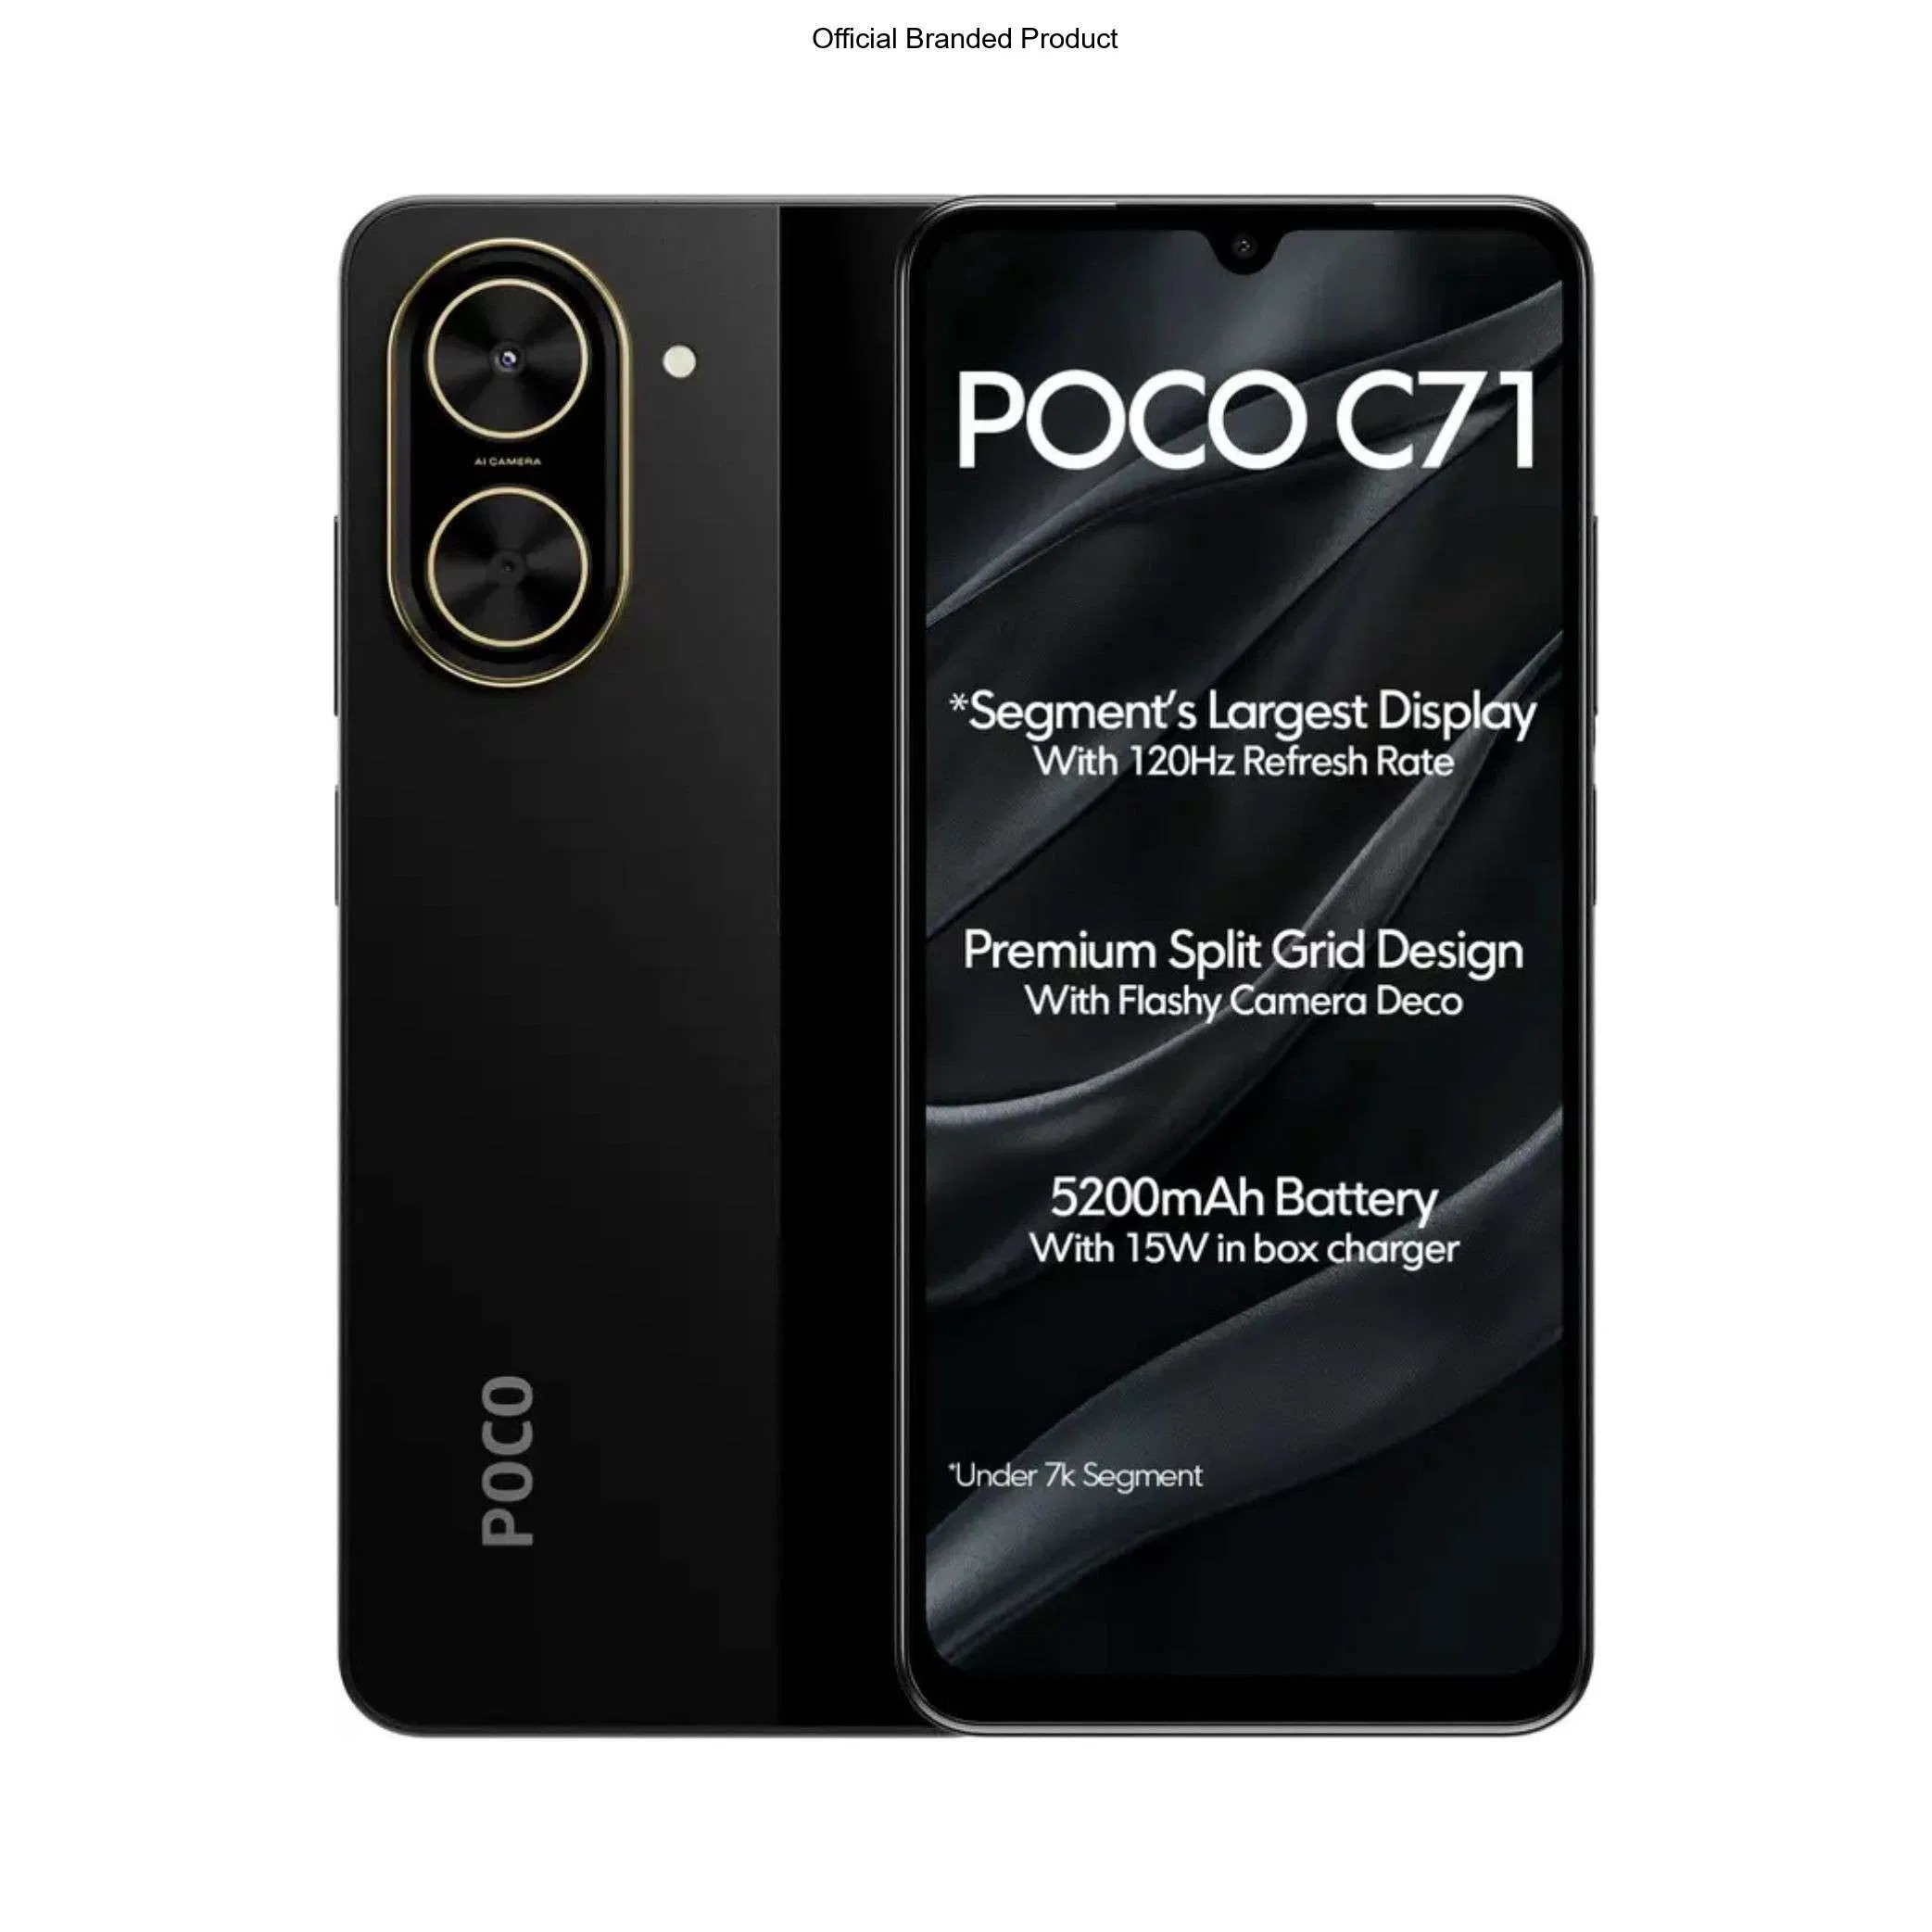 Official Branded Product
AI CAMERA
POCO
POCO C71
*Segment's Largest Display
With 120Hz Refresh Rate
Premium Split Grid Design
With Flashy Camera Deco
5200mAh Battery
With 15W in box charger
*Under 7k Segment